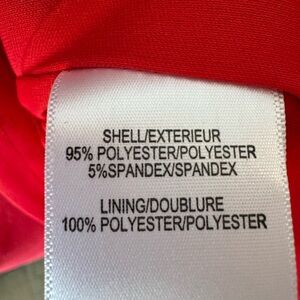 SHELL/EXTERIEUR
95% POLYESTER/POLYESTER
5%SPANDEX/SPANDEX
LINING/DOUBLURE
100% POLYESTER/POLYESTER